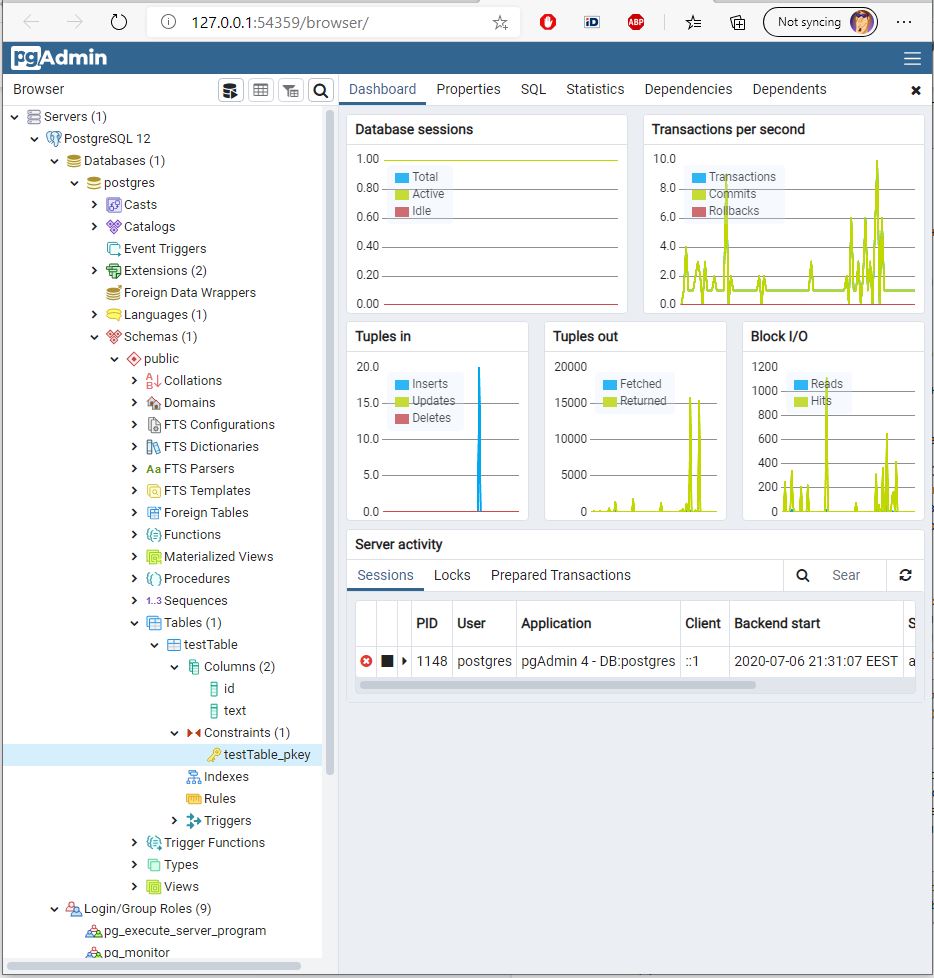 127.0.0.1:54359/browser/
iD
ABP
Not syncing
pgAdmin
Browser
Dashboard Properties SQL Statistics Dependencies Dependents
Servers (1)
PostgreSQL 12
Databases (1)
postgres
Casts
Catalogs
Event Triggers
Extensions (2)
Foreign Data Wrappers
Languages (1)
Schemas (1)
public
Collations
Domains
FTS Configurations
FTS Dictionaries
Aa FTS Parsers
FTS Templates
Foreign Tables
Functions
Materialized Views
Procedures
1..3 Sequences
Tables (1)
testTable
Columns (2)
id
text
Constraints (1)
testTable_pkey
Indexes
Rules
Triggers
Trigger Functions
Types
Views
Login/Group Roles (9)
pg_execute_server_program
pg_monitor
Database sessions
1.00
0.80
0.60
0.40
0.20
0.00
Total
Active
Idle
Transactions per second
10.0
8.0
6.0
4.0
2.0
0.0
Transactions
Commits
Rollbacks
Tuples in
20.0
15.0
10.0
5.0
0.0
Inserts
Updates
Deletes
Tuples out
20000
15000
10000
5000
0
Fetched
Returned
Block I/O
1200
1000
800
600
400
200
0
Reads
Hits
Server activity
Sessions Locks Prepared Transactions Sear
PID User Application Client Backend start S
1148 postgres pgAdmin 4 - DB:postgres ::1 2020-07-06 21:31:07 EEST a